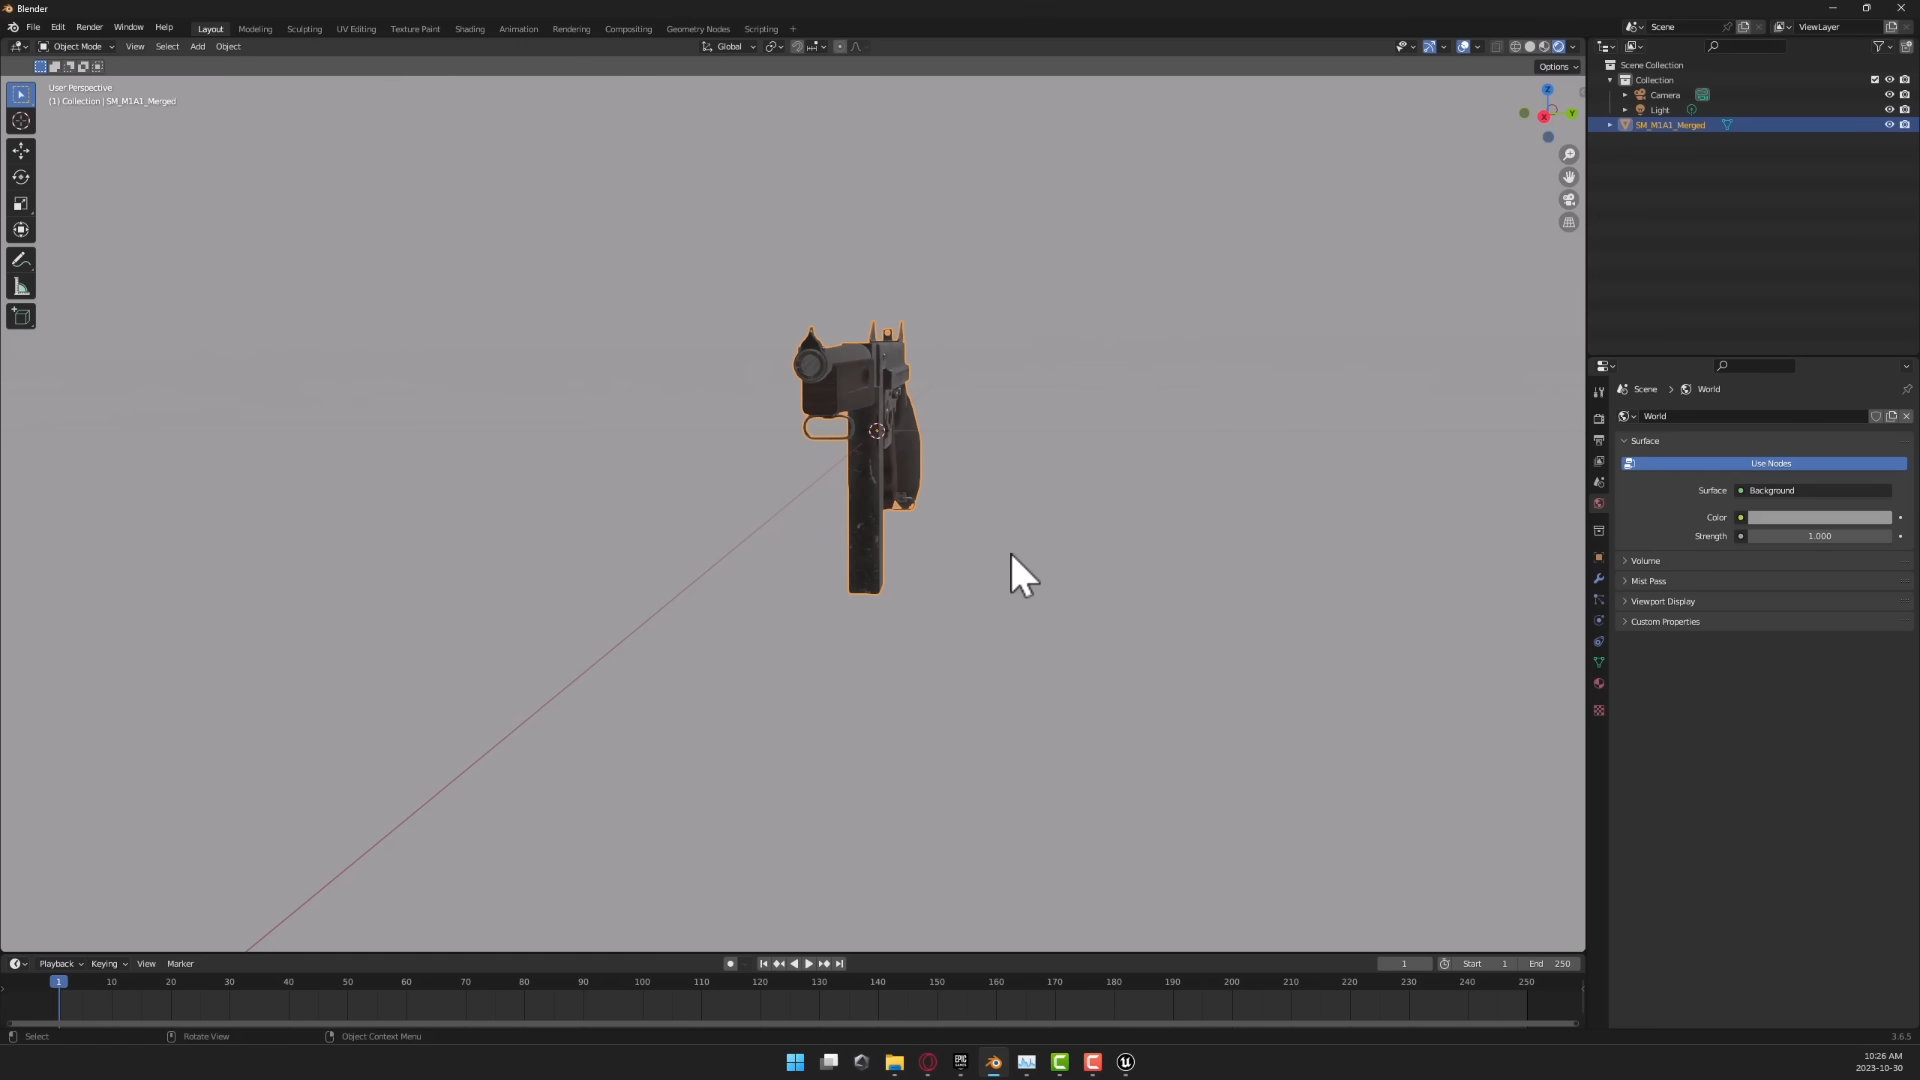 Blender
File Edit Render Window Help
Layout Modeling Sculpting UV Editing Texture Paint Shading Animation Rendering Compositing Geometry Nodes Scripting +
Scene
ViewLayer
Object Mode View Select Add Object
Global
Options
User Perspective
(1) Collection | SM_M1A1_Merged
Z
Y
X
Scene Collection
Collection
Camera
Light
SM_M1A1_Merged
Scene > World
World
Surface
Use Nodes
Surface Background
Color
Strength 1.000
Volume
Mist Pass
Viewport Display
Custom Properties
Playback Keying View Marker
1 Start 1 End 250
1 10 20 30 40 50 60 70 80 90 100 110 120 130 140 150 160 170 180 190 200 210 220 230 240 250
Select Rotate View Object Context Menu
3.6.5
EPIC
10:26 AM
2023-10-30